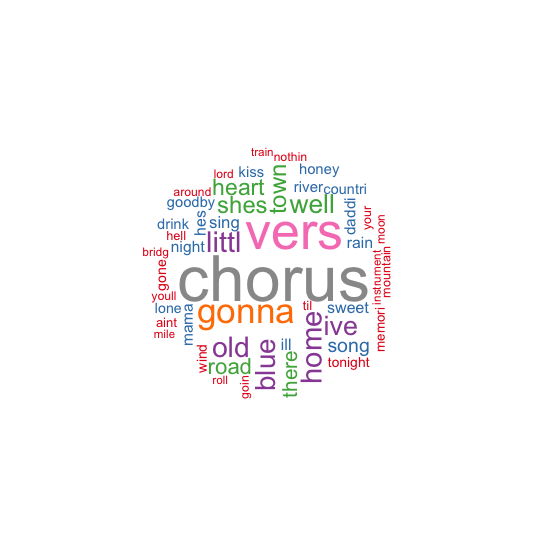 train
nothin
lord
kiss
honey
around
heart
town
river
countri
goodby
shes
well
daddi
your
moon
drink
hes
sing
vers
hell
night
littl
rain
bridg
gone
chorus
instrument
mountain
youll
lone
mama
gonna
til
sweet
memori
aint
mile
ive
wind
old
blue
ill
home
song
road
there
tonight
roll
goin